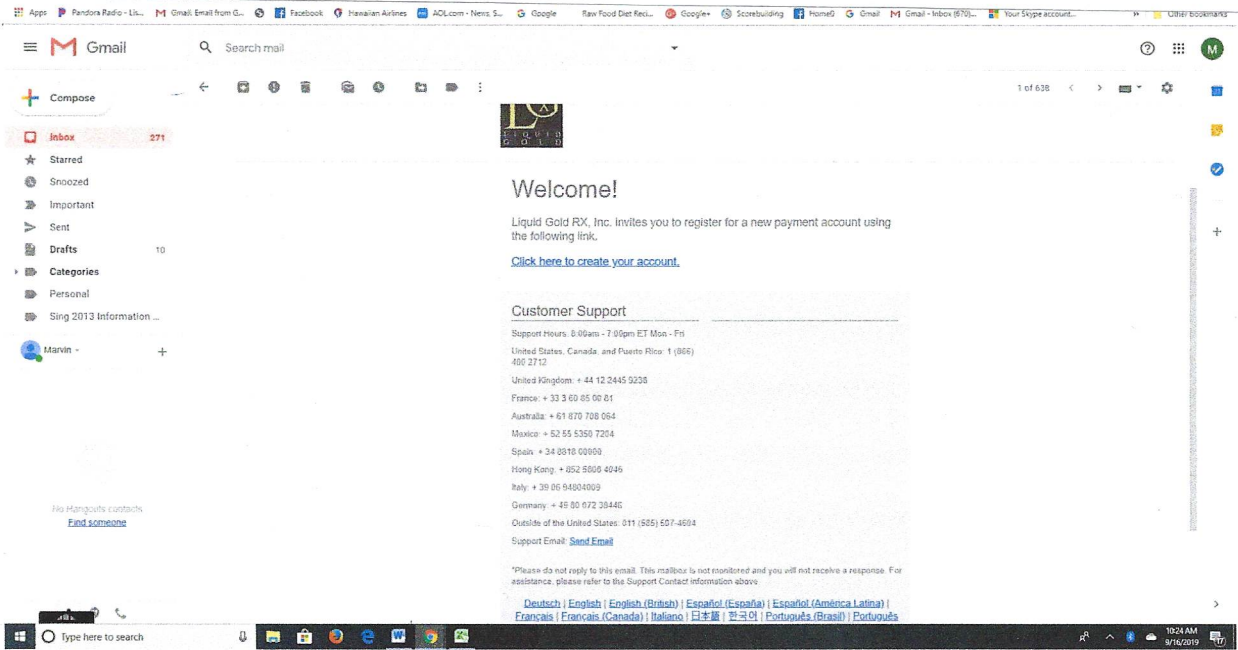 Apps Pandora Radio - Lis... Gmail: Email from G... Facebook Hawaiian Airlines AOL.com - News, S... Google Raw Food Diet Reci... Google+ Scorebuilding Home9 Gmail Gmail - Inbox (670)... Your Skype account... » Other bookmarks
Gmail
Search mail
M
Compose
1 of 638
Inbox 271
Starred
Snoozed
Important
Sent
Drafts 10
Categories
Personal
Sing 2013 Information ...
Marvin
No Hangouts contacts
Find someone
LIQUID
GOLD
Welcome!
Liquid Gold RX, Inc. invites you to register for a new payment account using
the following link.
Click here to create your account.
Customer Support
Support Hours: 8:00am - 7:00pm ET Mon - Fri
United States, Canada, and Puerto Rico: 1 (866)
400 2712
United Kingdom: + 44 12 2445 9238
France: + 33 3 60 85 00 81
Australia: + 61 870 708 064
Mexico: + 52 55 5350 7204
Spain: + 34 8818 00000
Hong Kong: + 852 5808 4046
Italy: + 39 06 94804009
Germany: + 49 80 072 38446
Outside of the United States: 011 (585) 507-4684
Support Email: Send Email
*Please do not reply to this email. This mailbox is not monitored and you will not receive a response. For
assistance, please refer to the Support Contact information above
Deutsch | English | English (British) | Español (España) | Español (América Latina) |
Français | Français (Canada) | Italiano | 日本語 | 한국어 | Português (Brasil) | Português
Type here to search
10:24 AM
9/16/2019